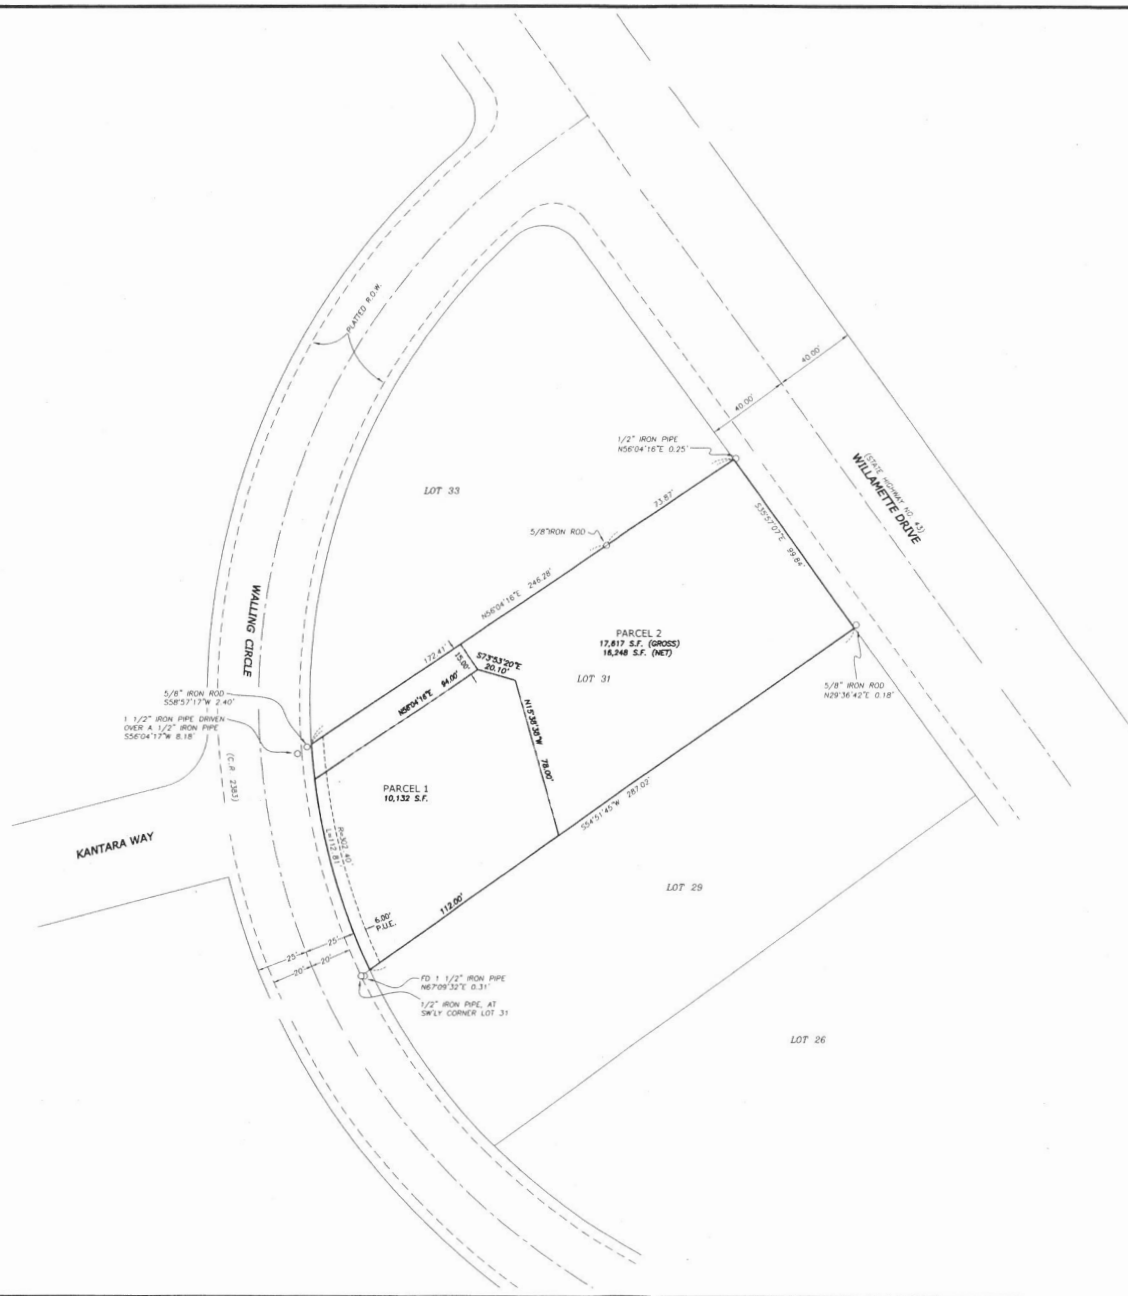 PLATTED R.O.W.
40.00'
40.00'
1/2" IRON PIPE
N56°04'16"E 0.25'
(STATE HIGHWAY NO. 43)
WILLAMETTE DRIVE
LOT 33
73.87'
5/8" IRON ROD
S35°57'07"E 99.84'
N56°04'16"E 246.28'
WALLING CIRCLE
PARCEL 2
17,617 S.F. (GROSS)
16,248 S.F. (NET)
172.41'
15.00'
S73°53'20"E
20.10'
LOT 31
N56°04'16"E 94.00'
5/8" IRON ROD
N29°36'42"E 0.18'
5/8" IRON ROD
S58°57'17"W 2.40'
1 1/2" IRON PIPE DRIVEN
OVER A 1/2" IRON PIPE
S56°04'17"W 8.18'
N15°38'38"W 78.00'
(C.R. 2383)
PARCEL 1
10,132 S.F.
S54°51'45"W 287.02'
R=302.40'
L=112.81'
KANTARA WAY
LOT 29
112.00'
6.00'
P.U.E.
25'
25'
20'
20'
FD 1 1/2" IRON PIPE
N67°09'32"E 0.31'
1/2" IRON PIPE, AT
SW'LY CORNER LOT 31
LOT 26